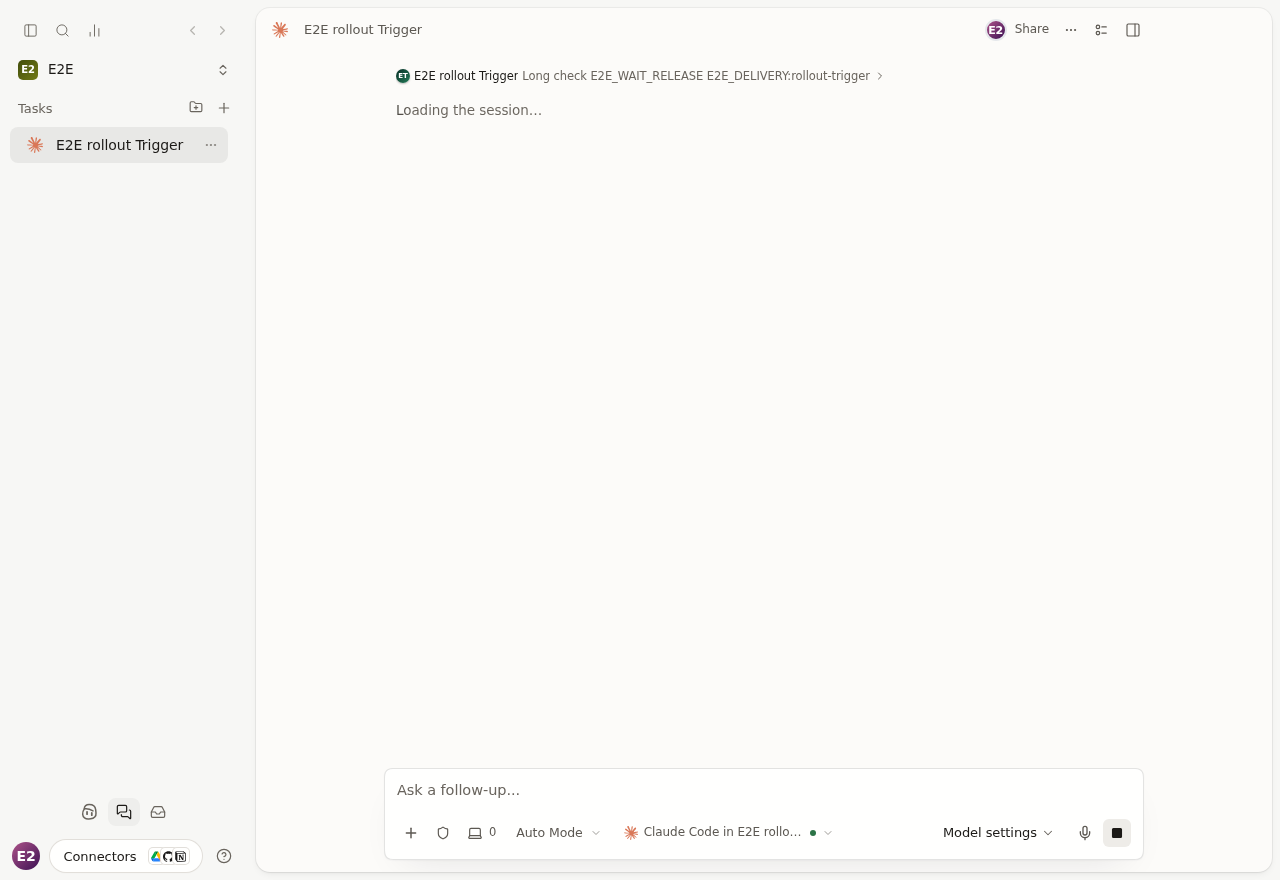 E2E rollout Trigger
E2 Share
E2 E2E
ET E2E rollout Trigger Long check E2E_WAIT_RELEASE E2E_DELIVERY:rollout-trigger
Tasks
Loading the session...
E2E rollout Trigger
Ask a follow-up...
0 Auto Mode Claude Code in E2E rollo... Model settings
E2 Connectors